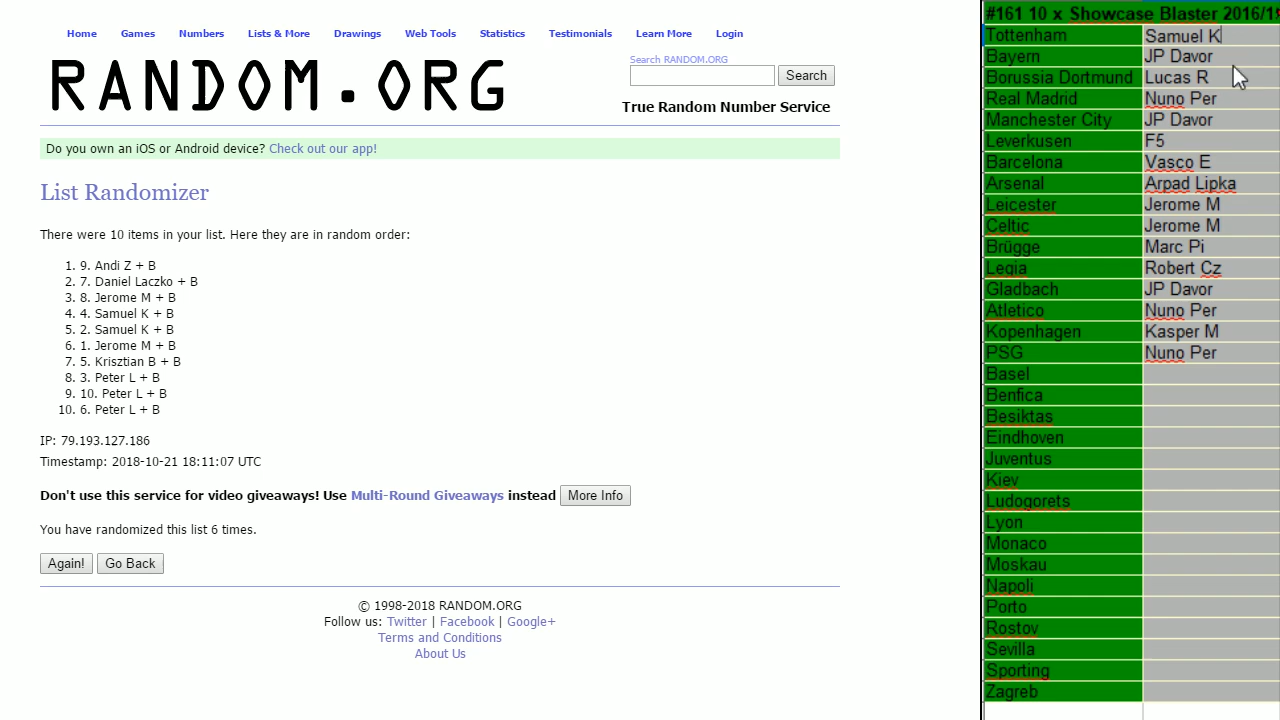 Home Games Numbers Lists & More Drawings Web Tools Statistics Testimonials Learn More Login
RANDOM.ORG
Search RANDOM.ORG
Search
True Random Number Service
Do you own an iOS or Android device? Check out our app!
List Randomizer
There were 10 items in your list. Here they are in random order:
1. 9. Andi Z + B
2. 7. Daniel Laczko + B
3. 8. Jerome M + B
4. 4. Samuel K + B
5. 2. Samuel K + B
6. 1. Jerome M + B
7. 5. Krisztian B + B
8. 3. Peter L + B
9. 10. Peter L + B
10. 6. Peter L + B
IP: 79.193.127.186
Timestamp: 2018-10-21 18:11:07 UTC
Don't use this service for video giveaways! Use Multi-Round Giveaways instead More Info
You have randomized this list 6 times.
Again! Go Back
© 1998-2018 RANDOM.ORG
Follow us: Twitter | Facebook | Google+
Terms and Conditions
About Us
#161 10 x Showcase Blaster 2016/1
Tottenham Samuel K
Bayern JP Davor
Borussia Dortmund Lucas R
Real Madrid Nuno Per
Manchester City JP Davor
Leverkusen F5
Barcelona Vasco E
Arsenal Arpad Lipka
Leicester Jerome M
Celtic Jerome M
Brügge Marc Pi
Legia Robert Cz
Gladbach JP Davor
Atletico Nuno Per
Kopenhagen Kasper M
PSG Nuno Per
Basel
Benfica
Besiktas
Eindhoven
Juventus
Kiev
Ludogorets
Lyon
Monaco
Moskau
Napoli
Porto
Rostov
Sevilla
Sporting
Zagreb